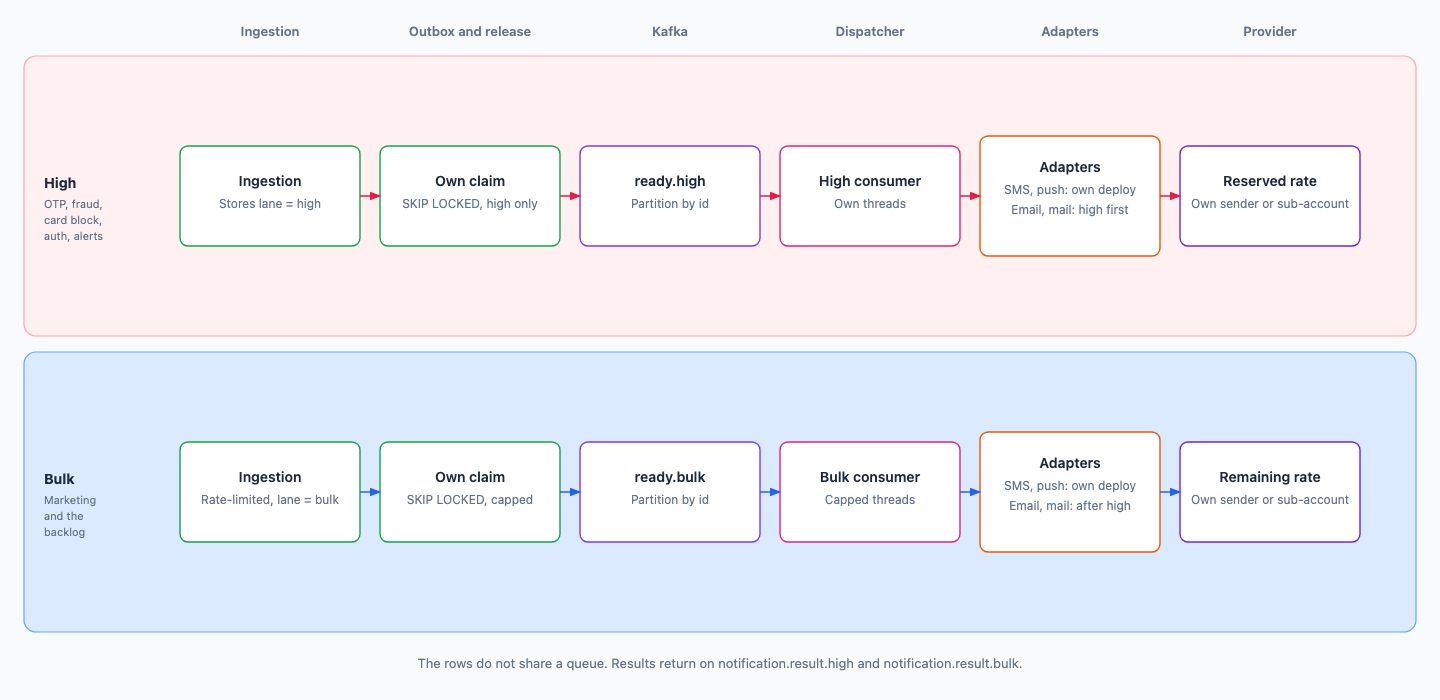 Ingestion
Outbox and release
Kafka
Dispatcher
Adapters
Provider
High
OTP, fraud,
card block,
auth, alerts
Ingestion
Stores lane = high
Own claim
SKIP LOCKED, high only
ready.high
Partition by id
High consumer
Own threads
Adapters
SMS, push: own deploy
Email, mail: high first
Reserved rate
Own sender or sub-account
Bulk
Marketing
and the
backlog
Ingestion
Rate-limited, lane = bulk
Own claim
SKIP LOCKED, capped
ready.bulk
Partition by id
Bulk consumer
Capped threads
Adapters
SMS, push: own deploy
Email, mail: after high
Remaining rate
Own sender or sub-account
The rows do not share a queue. Results return on notification.result.high and notification.result.bulk.